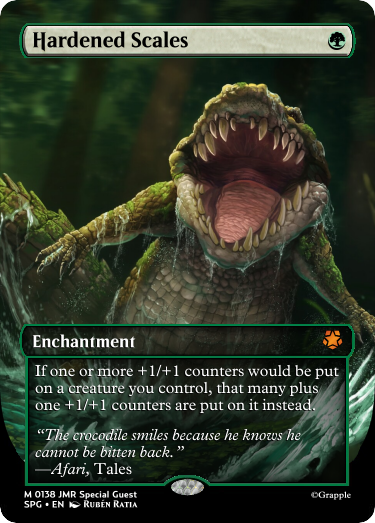 Hardened Scales
Enchantment
If one or more +1/+1 counters would be put
on a creature you control, that many plus
one +1/+1 counters are put on it instead.
“The crocodile smiles because he knows he
cannot be bitten back.”
—Afari, Tales
M 0138 JMR Special Guest
SPG • EN Rubén Ratia
©Grapple